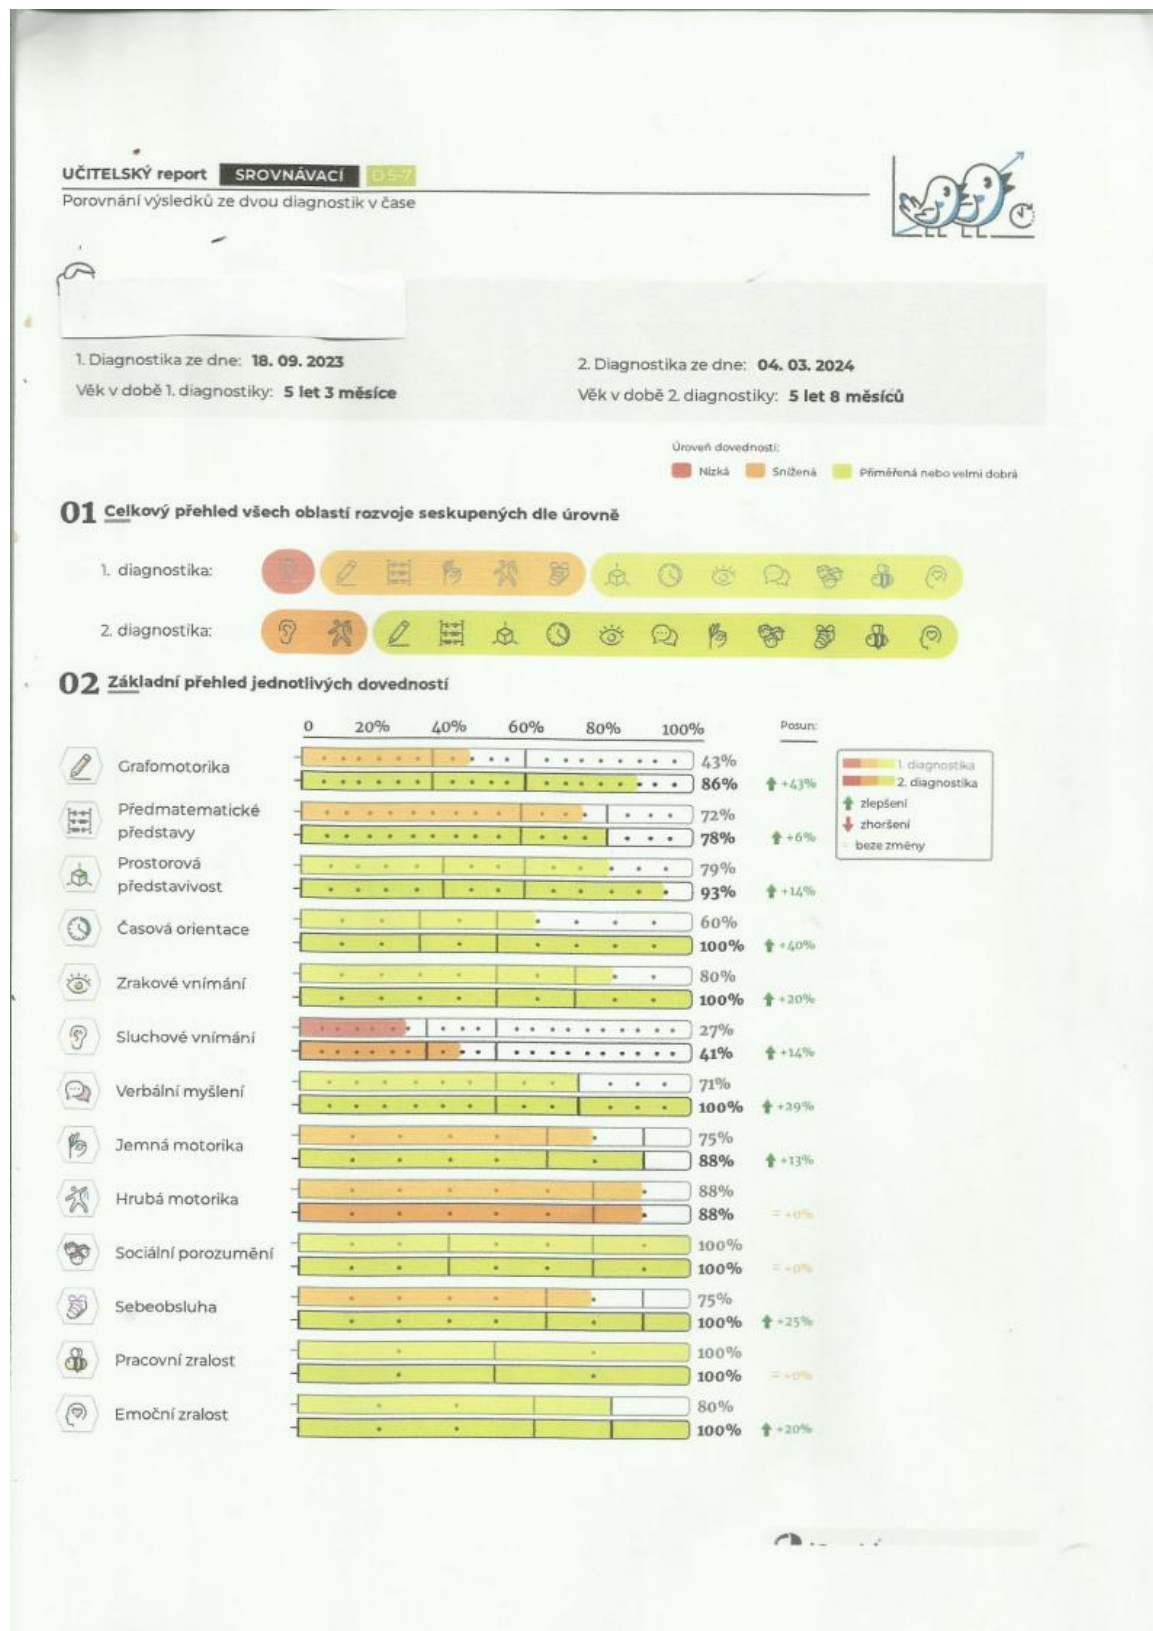 UČITELSKÝ report SROVNÁVACÍ D 5-7
Porovnání výsledků ze dvou diagnostik v čase
1. Diagnostika ze dne: 18. 09. 2023
Věk v době 1. diagnostiky: 5 let 3 měsíce
2. Diagnostika ze dne: 04. 03. 2024
Věk v době 2. diagnostiky: 5 let 8 měsíců
Úroveň dovedností:
Nízká Snížená Přiměřená nebo velmi dobrá
01 Celkový přehled všech oblastí rozvoje seskupených dle úrovně
1. diagnostika:
2. diagnostika:
02 Základní přehled jednotlivých dovedností
0 20% 40% 60% 80% 100% Posun:
1. diagnostika
2. diagnostika
zlepšení
zhoršení
beze změny
Grafomotorika
43%
86% +43%
Předmatematické
představy
72%
78% +6%
Prostorová
představivost
79%
93% +14%
Časová orientace
60%
100% +40%
Zrakové vnímání
80%
100% +20%
Sluchové vnímání
27%
41% +14%
Verbální myšlení
71%
100% +29%
Jemná motorika
75%
88% +13%
Hrubá motorika
88%
88% = +0%
Sociální porozumění
100%
100% = +0%
Sebeobsluha
75%
100% +25%
Pracovní zralost
100%
100% = +0%
Emoční zralost
80%
100% +20%